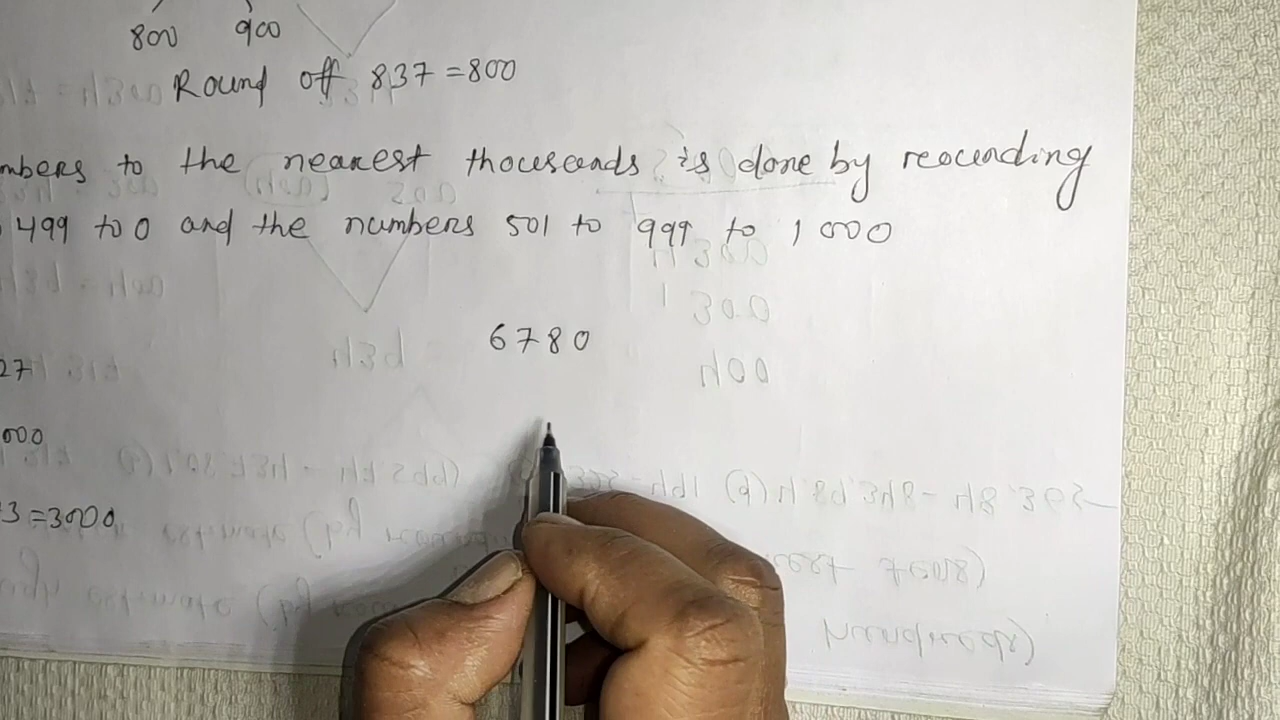 800 900
Round off 837 = 800
mbers to the nearest thousands is done by rounding
499 to 0 and the numbers 501 to 999 to 1000
6780
27
000
3 = 3000